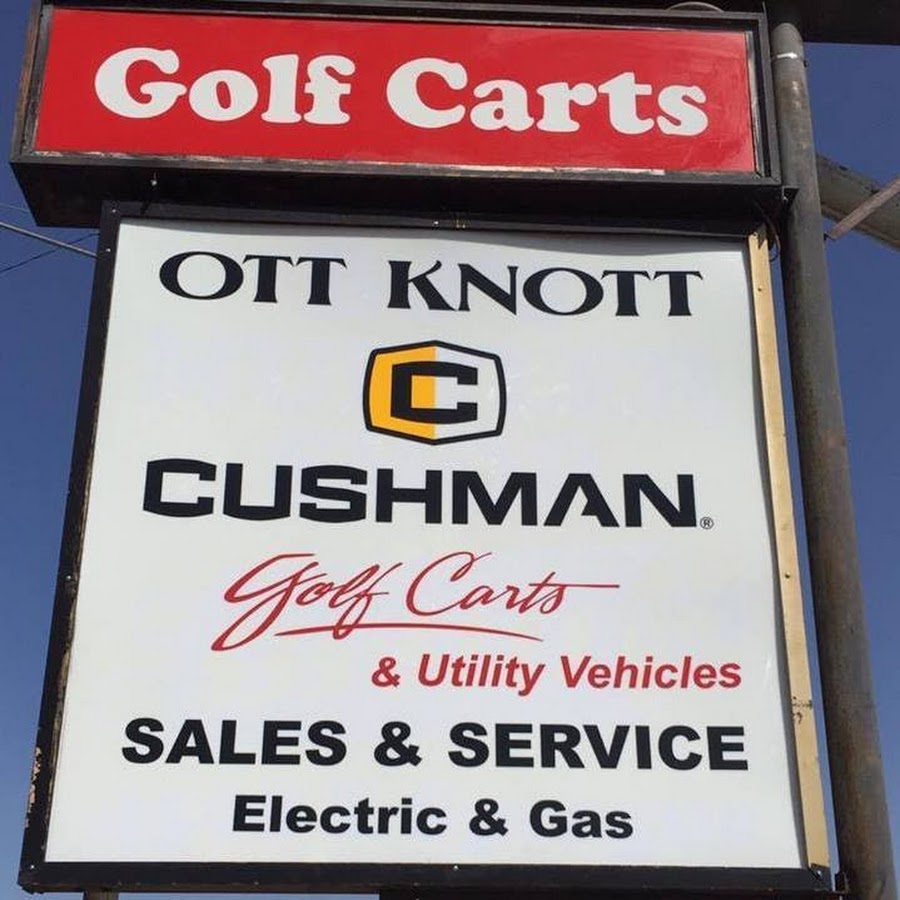 Golf Carts
OTT KNOTT
C
CUSHMAN®
Golf Carts
& Utility Vehicles
SALES & SERVICE
Electric & Gas